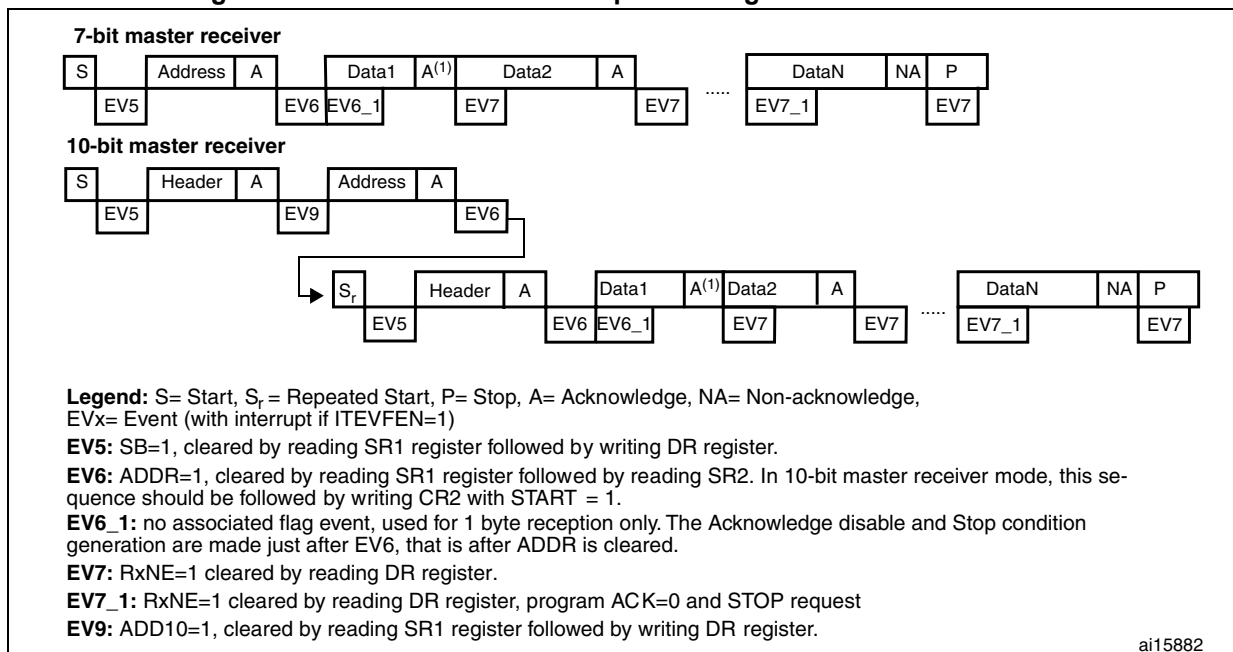 7-bit master receiver
S Address A Data1 A(1) Data2 A ..... DataN NA P
EV5 EV6 EV6_1 EV7 EV7 EV7_1 EV7
10-bit master receiver
S Header A Address A
EV5 EV9 EV6
Sr Header A Data1 A(1) Data2 A ..... DataN NA P
EV5 EV6 EV6_1 EV7 EV7 EV7_1 EV7
Legend: S= Start, Sr = Repeated Start, P= Stop, A= Acknowledge, NA= Non-acknowledge,
EVx= Event (with interrupt if ITEVFEN=1)
EV5: SB=1, cleared by reading SR1 register followed by writing DR register.
EV6: ADDR=1, cleared by reading SR1 register followed by reading SR2. In 10-bit master receiver mode, this se-
quence should be followed by writing CR2 with START = 1.
EV6_1: no associated flag event, used for 1 byte reception only. The Acknowledge disable and Stop condition
generation are made just after EV6, that is after ADDR is cleared.
EV7: RxNE=1 cleared by reading DR register.
EV7_1: RxNE=1 cleared by reading DR register, program ACK=0 and STOP request
EV9: ADD10=1, cleared by reading SR1 register followed by writing DR register.
ai15882